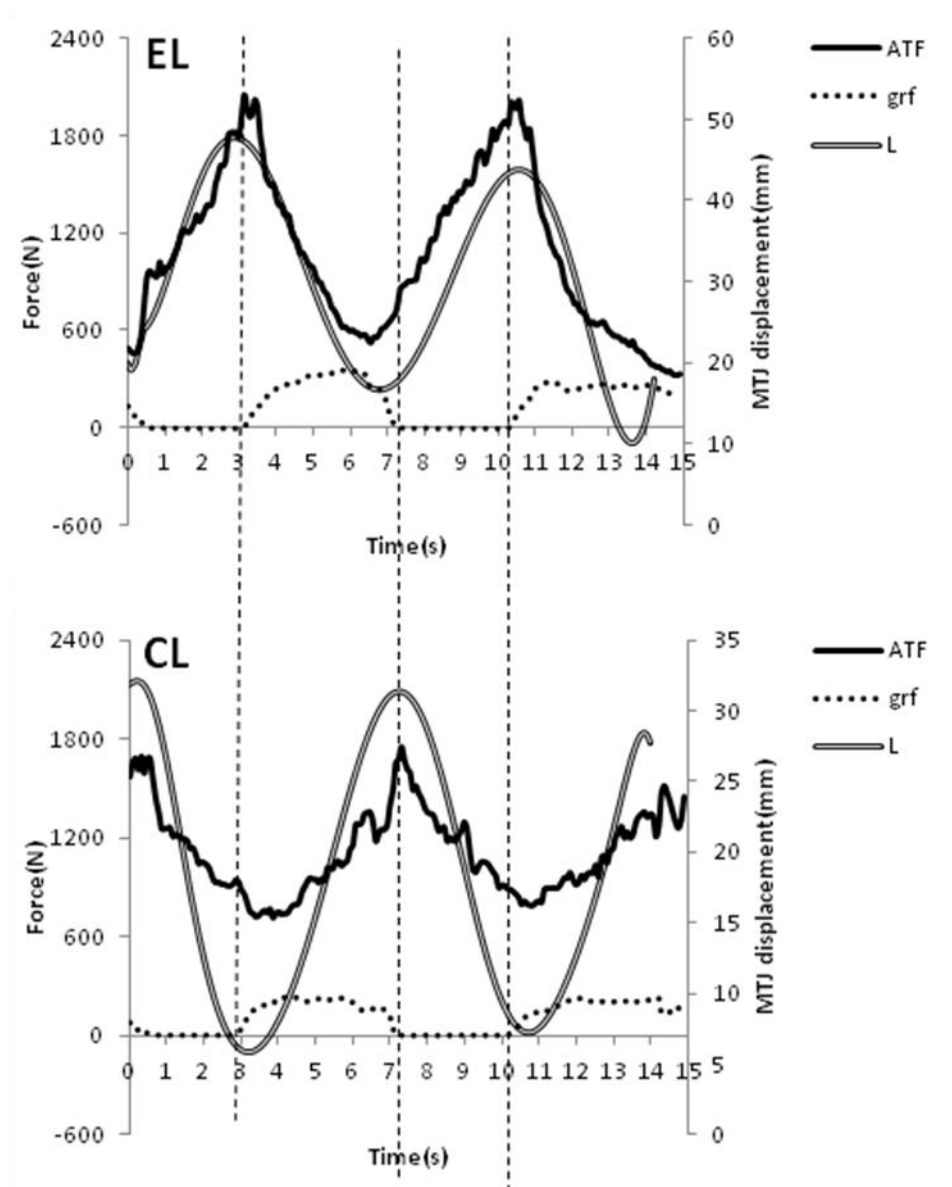 EL
2400
1800
1200
600
0
-600
Force(N)
0 1 2 3 4 5 6 7 8 9 10 11 12 13 14 15
Time(s)
60
50
40
30
20
10
0
MTJ displacement(mm)
ATF
grf
L
CL
2400
1800
1200
600
0
-600
Force(N)
0 1 2 3 4 5 6 7 8 9 10 11 12 13 14 15
Time(s)
35
30
25
20
15
10
5
0
MTJ displacement(mm)
ATF
grf
L